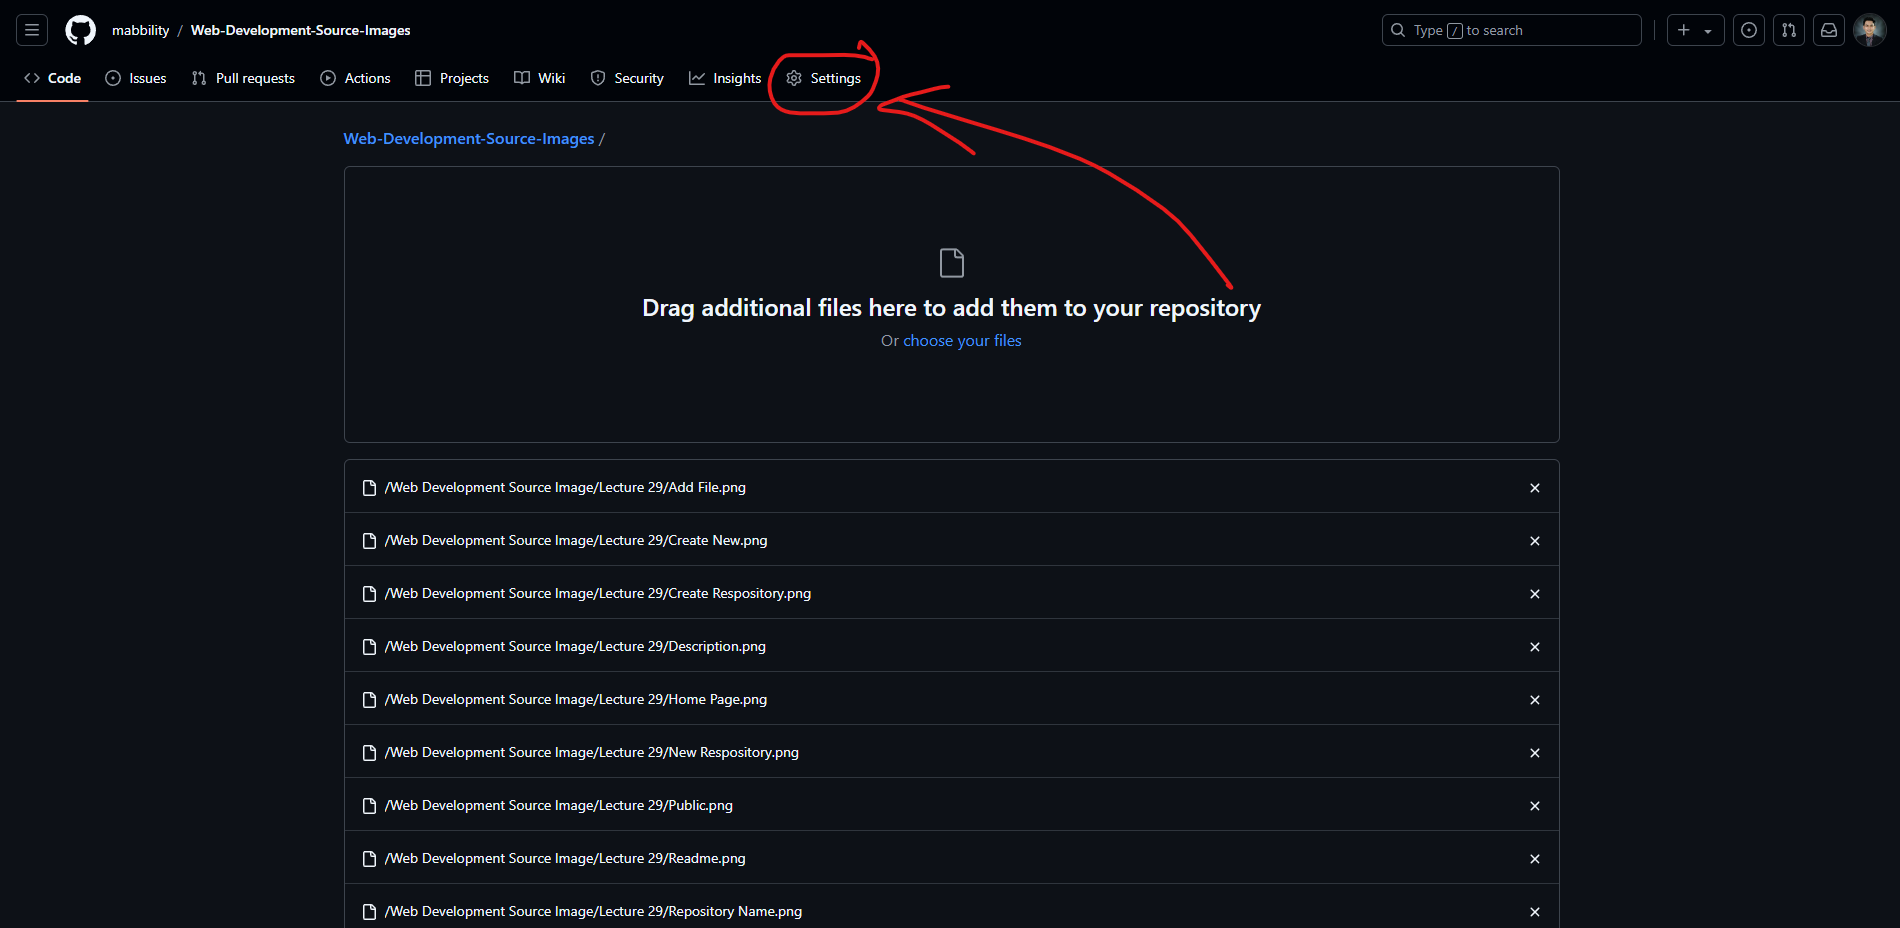 mabbility / Web-Development-Source-Images
Type / to search
Code Issues Pull requests Actions Projects Wiki Security Insights Settings
Web-Development-Source-Images /
Drag additional files here to add them to your repository
Or choose your files
/Web Development Source Image/Lecture 29/Add File.png
/Web Development Source Image/Lecture 29/Create New.png
/Web Development Source Image/Lecture 29/Create Respository.png
/Web Development Source Image/Lecture 29/Description.png
/Web Development Source Image/Lecture 29/Home Page.png
/Web Development Source Image/Lecture 29/New Respository.png
/Web Development Source Image/Lecture 29/Public.png
/Web Development Source Image/Lecture 29/Readme.png
/Web Development Source Image/Lecture 29/Repository Name.png